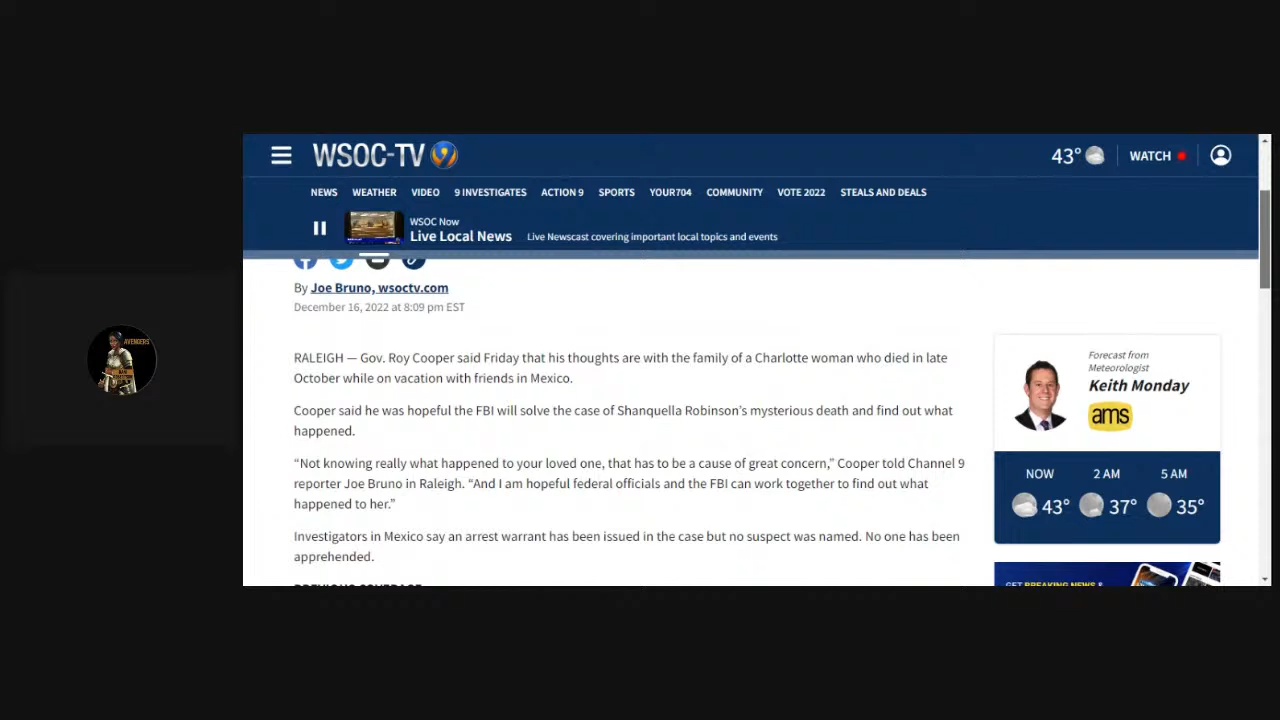 WSOC-TV 9
43°
WATCH
NEWS WEATHER VIDEO 9 INVESTIGATES ACTION 9 SPORTS YOUR704 COMMUNITY VOTE 2022 STEALS AND DEALS
WSOC Now
Live Local News Live Newscast covering important local topics and events
By Joe Bruno, wsoctv.com
December 16, 2022 at 8:09 pm EST
RALEIGH — Gov. Roy Cooper said Friday that his thoughts are with the family of a Charlotte woman who died in late
October while on vacation with friends in Mexico.
Cooper said he was hopeful the FBI will solve the case of Shanquella Robinson’s mysterious death and find out what
happened.
“Not knowing really what happened to your loved one, that has to be a cause of great concern,” Cooper told Channel 9
reporter Joe Bruno in Raleigh. “And I am hopeful federal officials and the FBI can work together to find out what
happened to her.”
Investigators in Mexico say an arrest warrant has been issued in the case but no suspect was named. No one has been
apprehended.
PREVIOUS COVERAGE
Forecast from
Meteorologist
Keith Monday
ams
NOW 2 AM 5 AM
43° 37° 35°
GET BREAKING NEWS &
AVENGERS